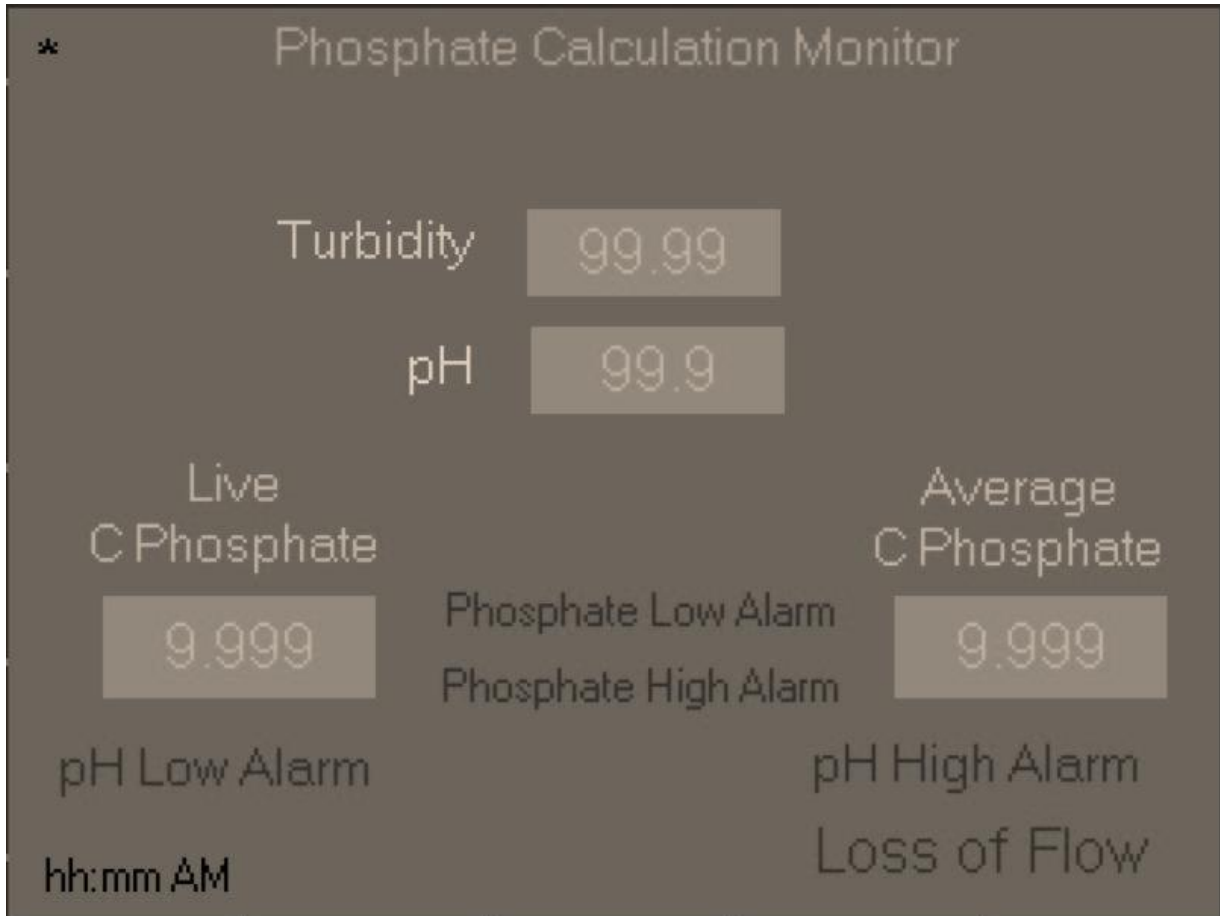 *
Phosphate Calculation Monitor
Turbidity 99.99
pH 99.9
Live
C Phosphate
9.999
Average
C Phosphate
9.999
Phosphate Low Alarm
Phosphate High Alarm
pH Low Alarm
pH High Alarm
Loss of Flow
hh:mm AM